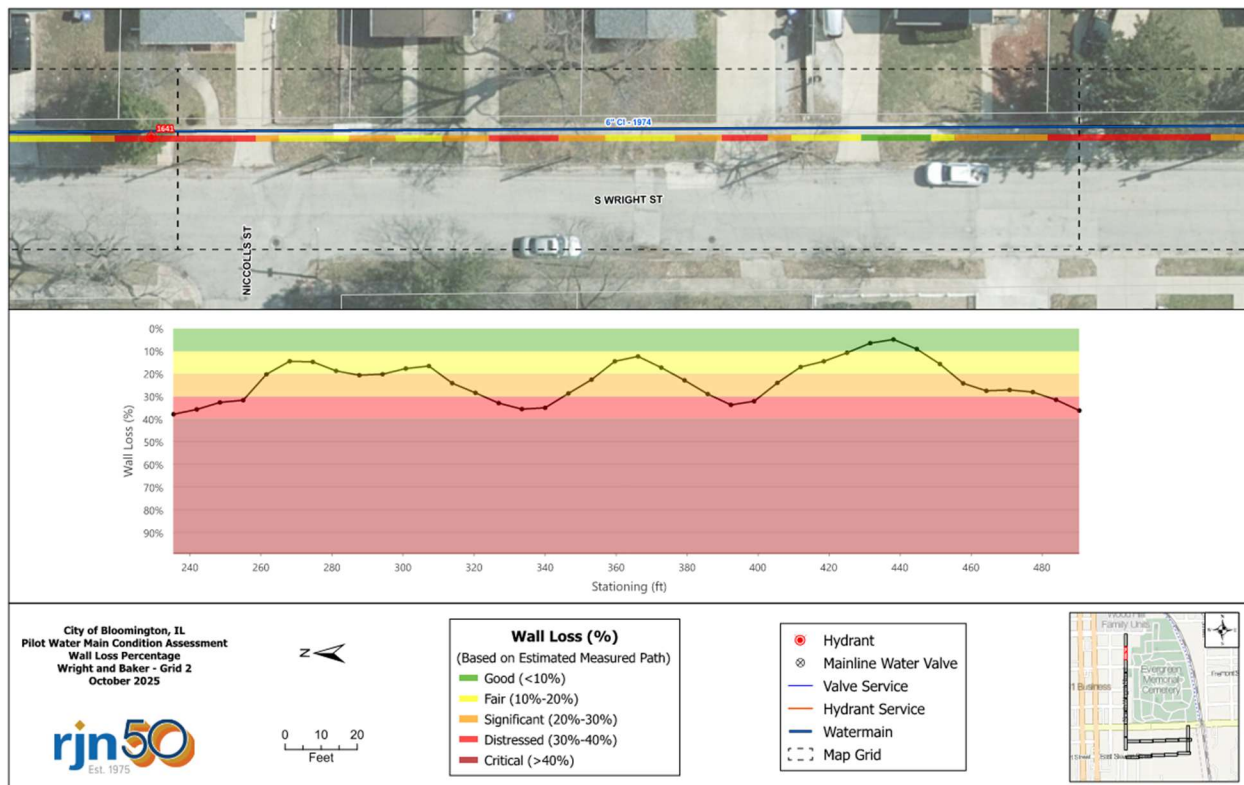 1641
6" CI - 1974
S WRIGHT ST
NICCOLLS ST
0%
10%
20%
30%
40%
50%
60%
70%
80%
90%
Wall Loss (%)
240
260
280
300
320
340
360
380
400
420
440
460
480
Stationing (ft)
City of Bloomington, IL
Pilot Water Main Condition Assessment
Wall Loss Percentage
Wright and Baker - Grid 2
October 2025
rjn50
Est. 1975
N
0 10 20
Feet
Wall Loss (%)
(Based on Estimated Measured Path)
Good (<10%)
Fair (10%-20%)
Significant (20%-30%)
Distressed (30%-40%)
Critical (>40%)
Hydrant
Mainline Water Valve
Valve Service
Hydrant Service
Watermain
Map Grid
Family Line
Business
Evergreen
Memorial
Cemetery
Street